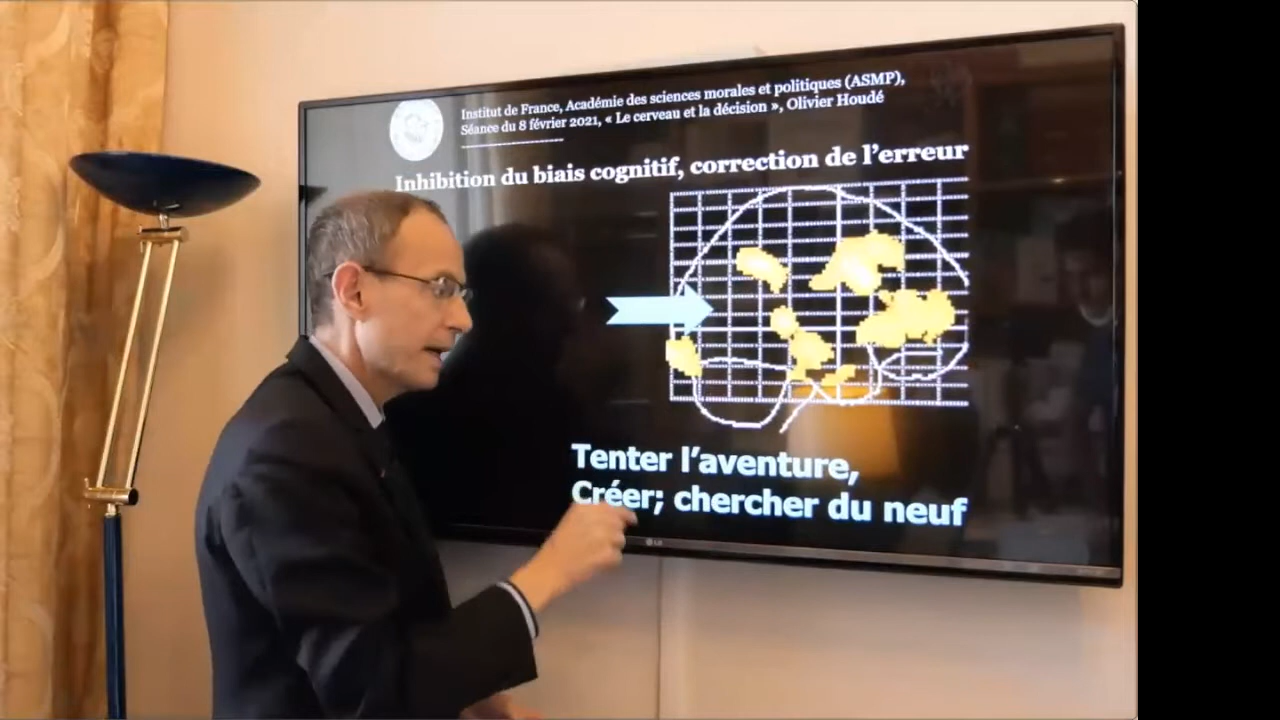 Institut de France, Académie des sciences morales et politiques (ASMP),
Séance du 8 février 2021, « Le cerveau et la décision », Olivier Houdé
Inhibition du biais cognitif, correction de l’erreur
Tenter l’aventure,
Créer; chercher du neuf
LG